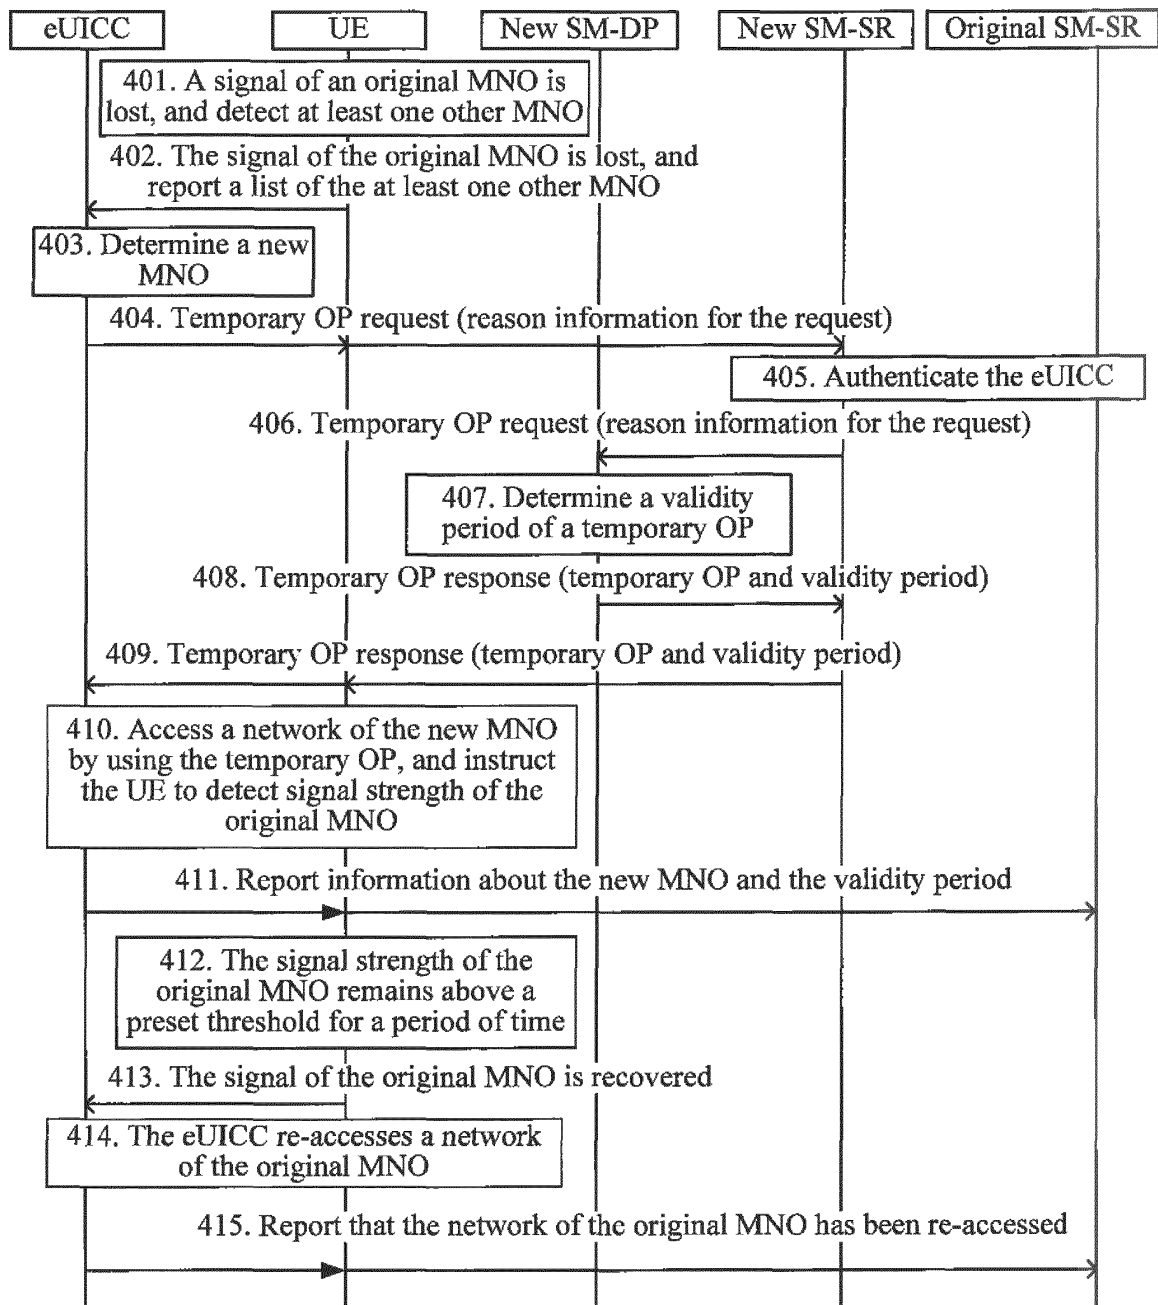 eUICC
UE
New SM-DP
New SM-SR
Original SM-SR
401. A signal of an original MNO is
lost, and detect at least one other MNO
402. The signal of the original MNO is lost, and
report a list of the at least one other MNO
403. Determine a new
MNO
404. Temporary OP request (reason information for the request)
405. Authenticate the eUICC
406. Temporary OP request (reason information for the request)
407. Determine a validity
period of a temporary OP
408. Temporary OP response (temporary OP and validity period)
409. Temporary OP response (temporary OP and validity period)
410. Access a network of the new MNO
by using the temporary OP, and instruct
the UE to detect signal strength of the
original MNO
411. Report information about the new MNO and the validity period
412. The signal strength of the
original MNO remains above a
preset threshold for a period of time
413. The signal of the original MNO is recovered
414. The eUICC re-accesses a network
of the original MNO
415. Report that the network of the original MNO has been re-accessed